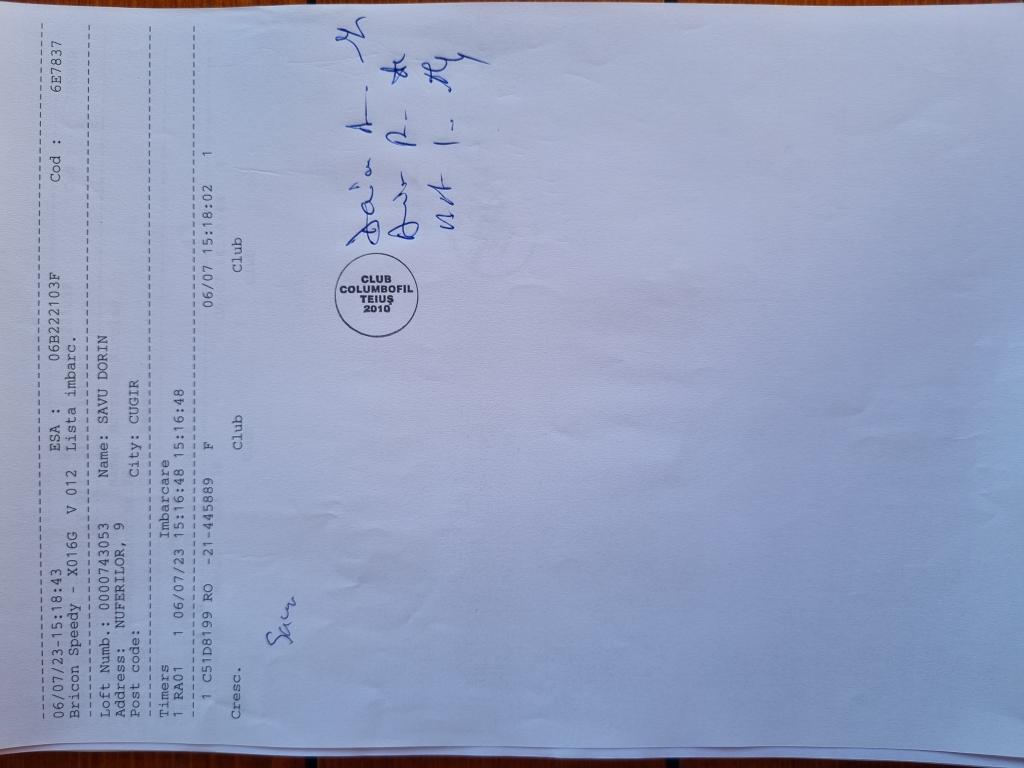 06/07/23-15:18:43 ESA : 06B222103F Cod : 6E7837
Bricon Speedy - X016G V 012 Lista imbarc.
Loft Numb.: 0000743053 Name: SAVU DORIN
Address: NUFERILOR, 9
Post code: City: CUGIR
Timers Imbarcare
1 RA01 1 06/07/23 15:16:48 15:16:48
1 C51D8199 RO -21-445889 F 06/07 15:18:02 1
Cresc. Club Club
CLUB
COLUMBOFIL
TEIUȘ
2010